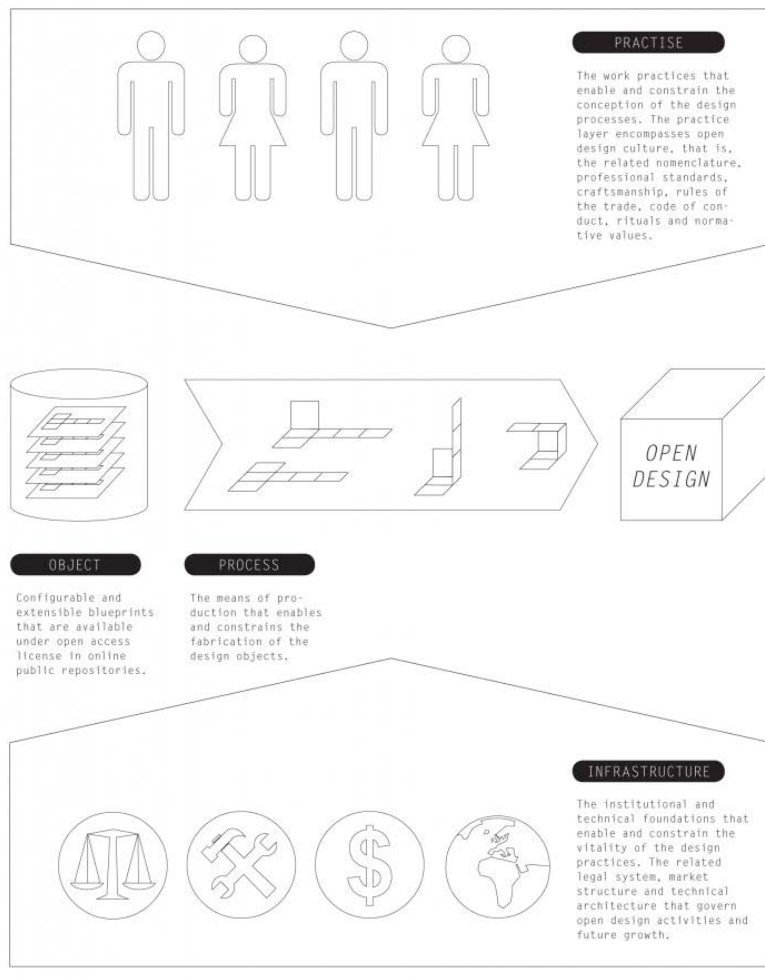 PRACTISE
The work practices that
enable and constrain the
conception of the design
processes. The practice
layer encompasses open
design culture, that is,
the related nomenclature,
professional standards,
craftsmanship, rules of
the trade, code of con-
duct, rituals and norma-
tive values.
OPEN
DESIGN
OBJECT
Configurable and
extensible blueprints
that are available
under open access
license in online
public repositories.
PROCESS
The means of pro-
duction that enables
and constrains the
fabrication of the
design objects.
INFRASTRUCTURE
The institutional and
technical foundations that
enable and constrain the
vitality of the design
practices. The related
legal system, market
structure and technical
architecture that govern
open design activities and
future growth.
$